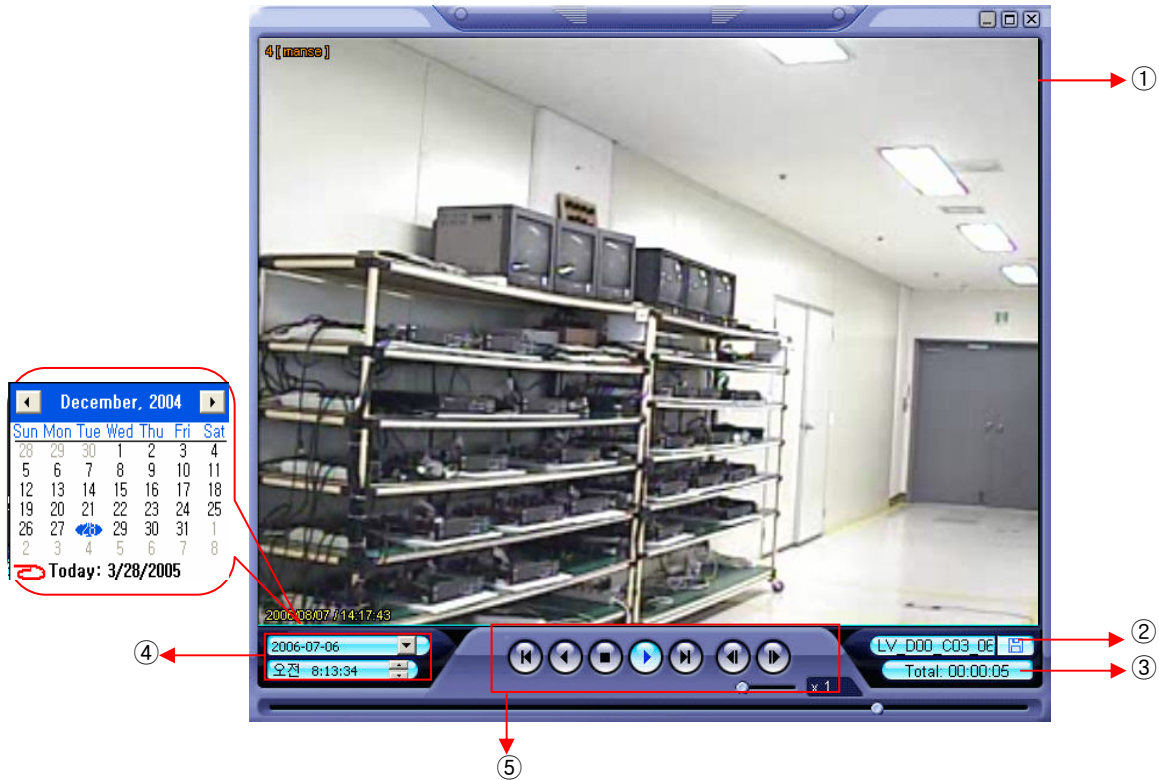 4 [ manse ]
①
December, 2004
Sun Mon Tue Wed Thu Fri Sat
28 29 30 1 2 3 4
5 6 7 8 9 10 11
12 13 14 15 16 17 18
19 20 21 22 23 24 25
26 27 28 29 30 31 1
2 3 4 5 6 7 8
Today: 3/28/2005
2006/08/07 / 14:17:43
④
2006-07-06
오전 8:13:34
x 1
LV_D00_C03_06
②
Total: 00:00:05
③
⑤